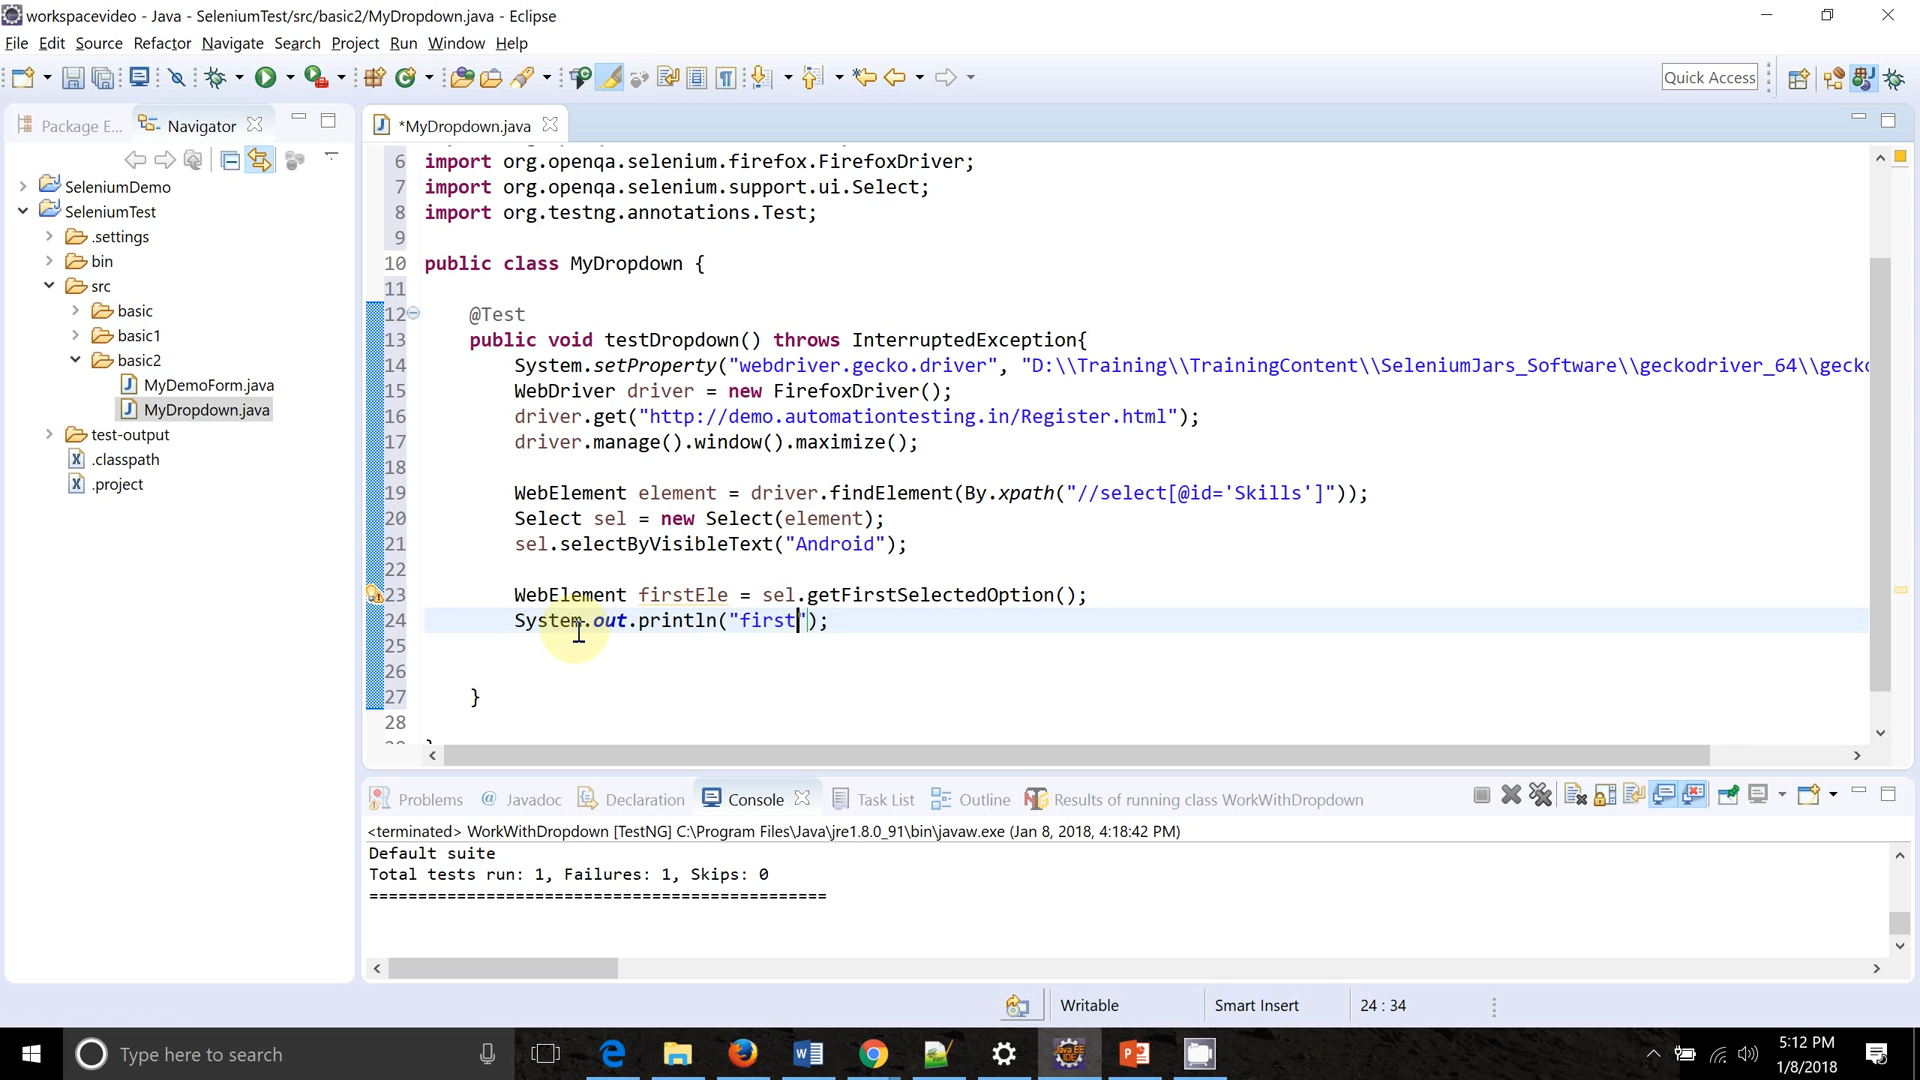 workspacevideo - Java - SeleniumTest/src/basic2/MyDropdown.java - Eclipse
File Edit Source Refactor Navigate Search Project Run Window Help
Quick Access
Package E...
Navigator
*MyDropdown.java
SeleniumDemo
SeleniumTest
.settings
bin
src
basic
basic1
basic2
MyDemoForm.java
MyDropdown.java
test-output
.classpath
.project
6 import org.openqa.selenium.firefox.FirefoxDriver;
7 import org.openqa.selenium.support.ui.Select;
8 import org.testng.annotations.Test;
9
10 public class MyDropdown {
11
12 @Test
13 public void testDropdown() throws InterruptedException{
14 System.setProperty("webdriver.gecko.driver", "D:\\Training\\TrainingContent\\SeleniumJars_Software\\geckodriver_64\\gecko
15 WebDriver driver = new FirefoxDriver();
16 driver.get("http://demo.automationtesting.in/Register.html");
17 driver.manage().window().maximize();
18
19 WebElement element = driver.findElement(By.xpath("//select[@id='Skills']"));
20 Select sel = new Select(element);
21 sel.selectByVisibleText("Android");
22
23 WebElement firstEle = sel.getFirstSelectedOption();
24 System.out.println("first");
25
26
27 }
28
Problems @ Javadoc Declaration Console Task List Outline Results of running class WorkWithDropdown
<terminated> WorkWithDropdown [TestNG] C:\Program Files\Java\jre1.8.0_91\bin\javaw.exe (Jan 8, 2018, 4:18:42 PM)
Default suite
Total tests run: 1, Failures: 1, Skips: 0
===============================================
Writable
Smart Insert
24 : 34
Type here to search
5:12 PM
1/8/2018